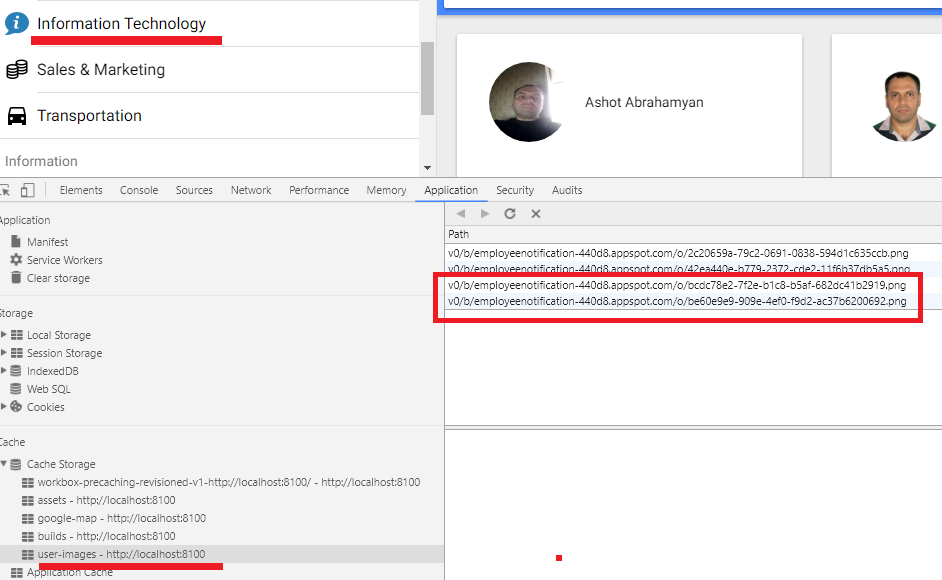 Information Technology
Sales & Marketing
Transportation
Information
Ashot Abrahamyan
Elements Console Sources Network Performance Memory Application Security Audits
Application
Manifest
Service Workers
Clear storage
Storage
Local Storage
Session Storage
IndexedDB
Web SQL
Cookies
Cache
Cache Storage
workbox-precaching-revisioned-v1-http://localhost:8100/ - http://localhost:8100
assets - http://localhost:8100
google-map - http://localhost:8100
builds - http://localhost:8100
user-images - http://localhost:8100
Application Cache
Path
v0/b/employeenotification-440d8.appspot.com/o/2c20659a-79c2-0691-0838-594d1c635ccb.png
v0/b/employeenotification-440d8.appspot.com/o/42ea440e-b779-2372-cde2-11f6b37db5a5.png
v0/b/employeenotification-440d8.appspot.com/o/bcdc78e2-7f2e-b1c8-b5af-682dc41b2919.png
v0/b/employeenotification-440d8.appspot.com/o/be60e9e9-909e-4ef0-f9d2-ac37b6200692.png